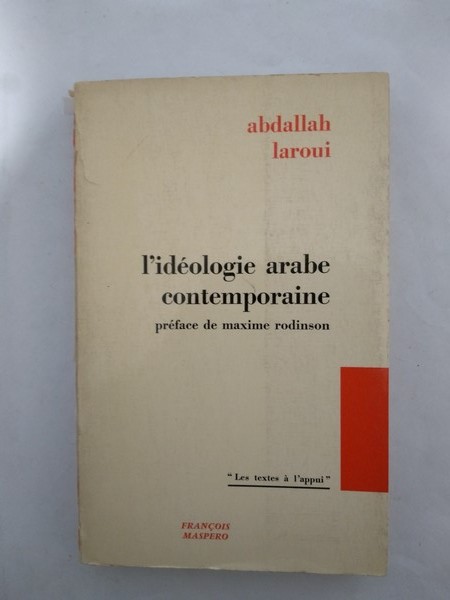 abdallah
laroui
l'idéologie arabe
contemporaine
préface de maxime rodinson
"Les textes à l'appui"
FRANÇOIS
MASPERO